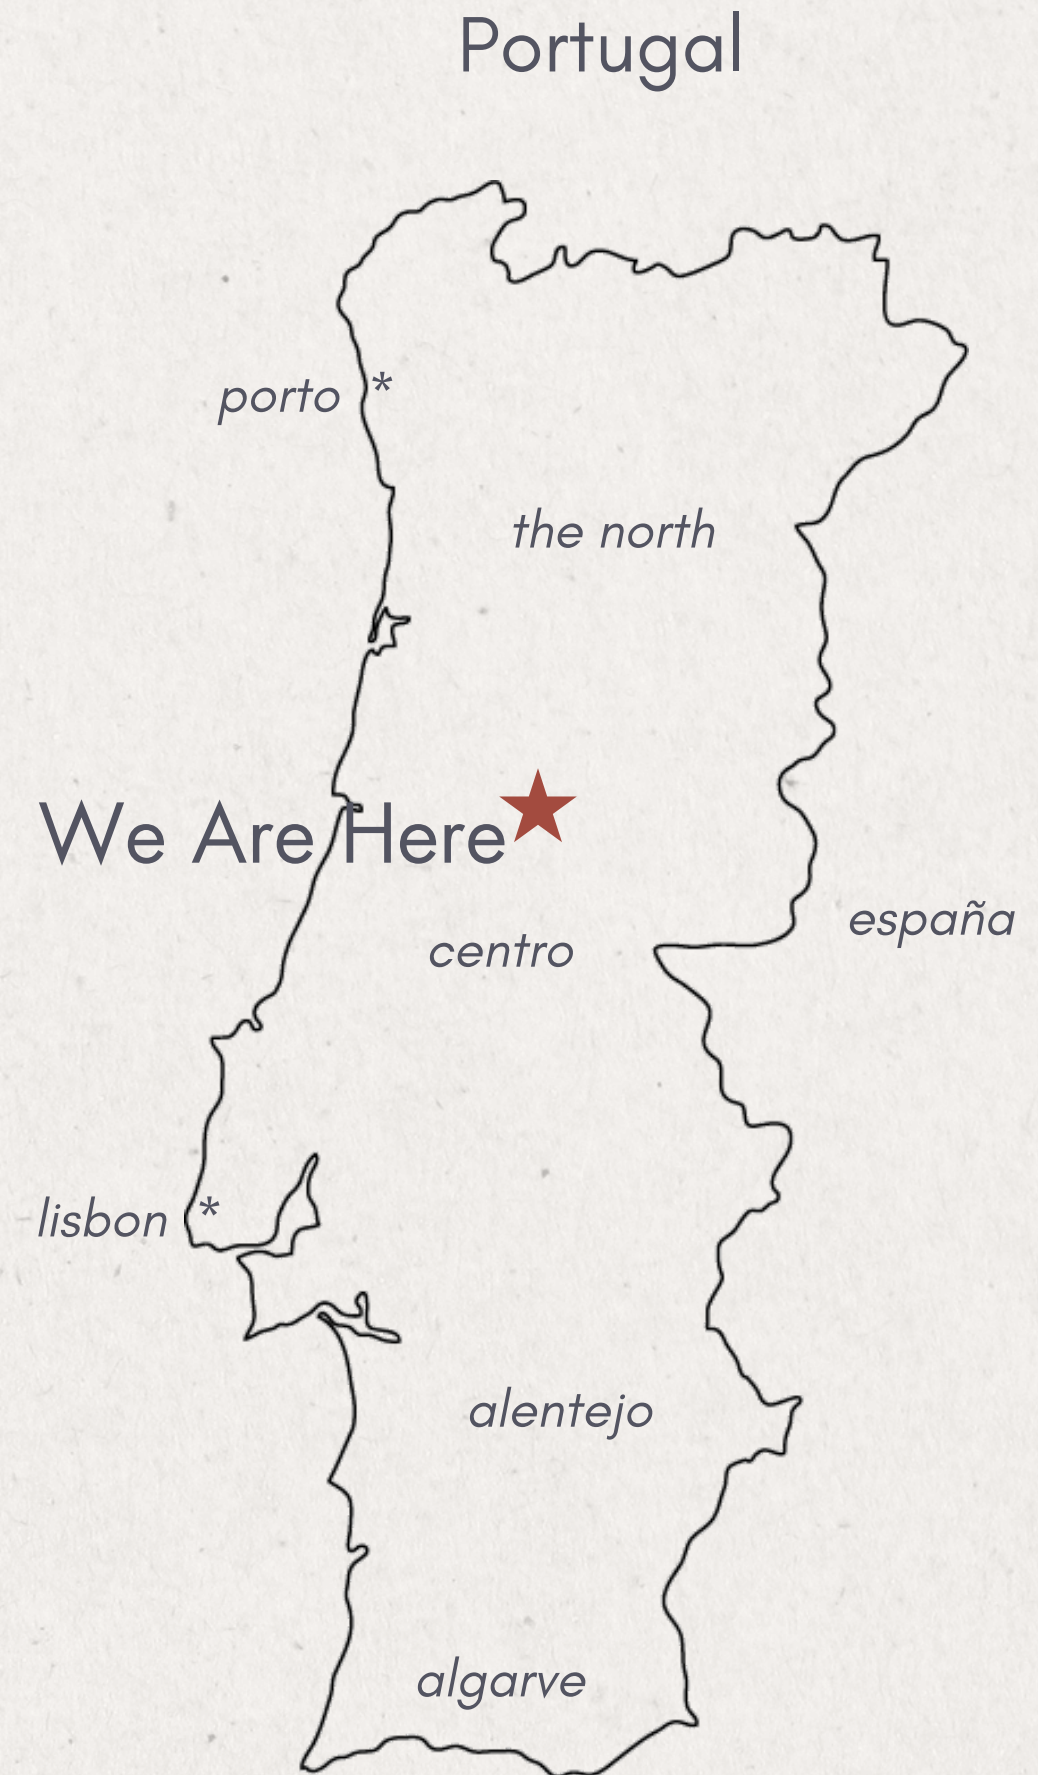 Portugal
porto *
the north
We Are Here
españa
centro
lisbon *
alentejo
algarve